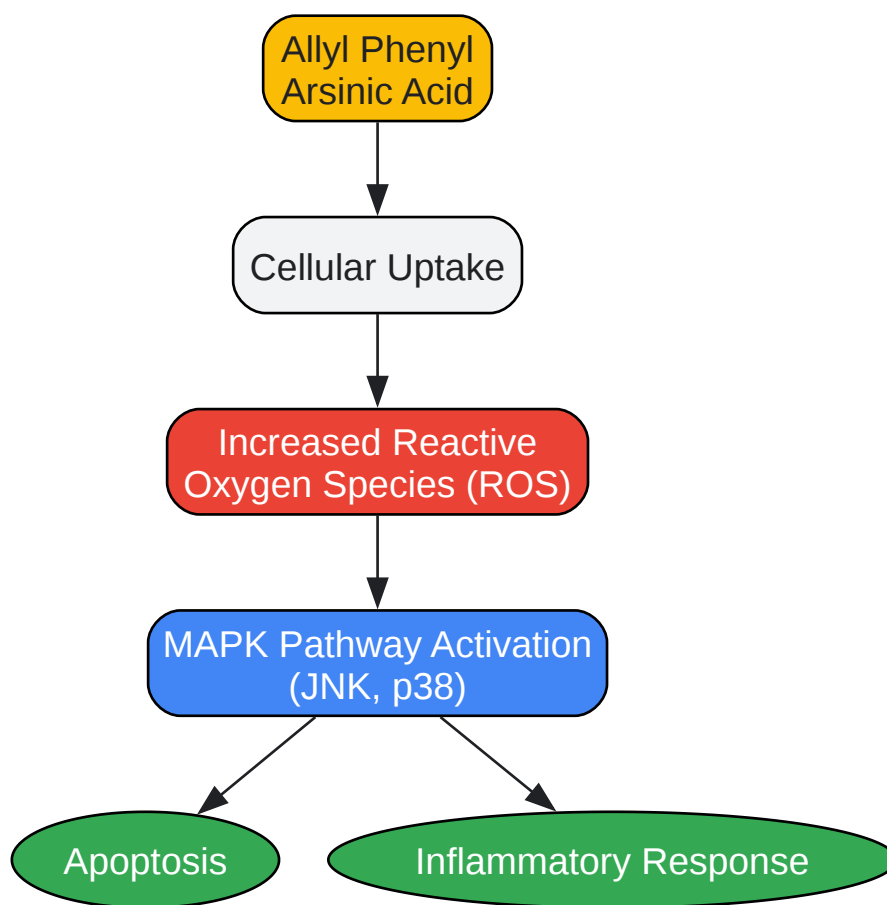 Allyl Phenyl
Arsinic Acid
Cellular Uptake
Increased Reactive
Oxygen Species (ROS)
MAPK Pathway Activation
(JNK, p38)
Apoptosis
Inflammatory Response